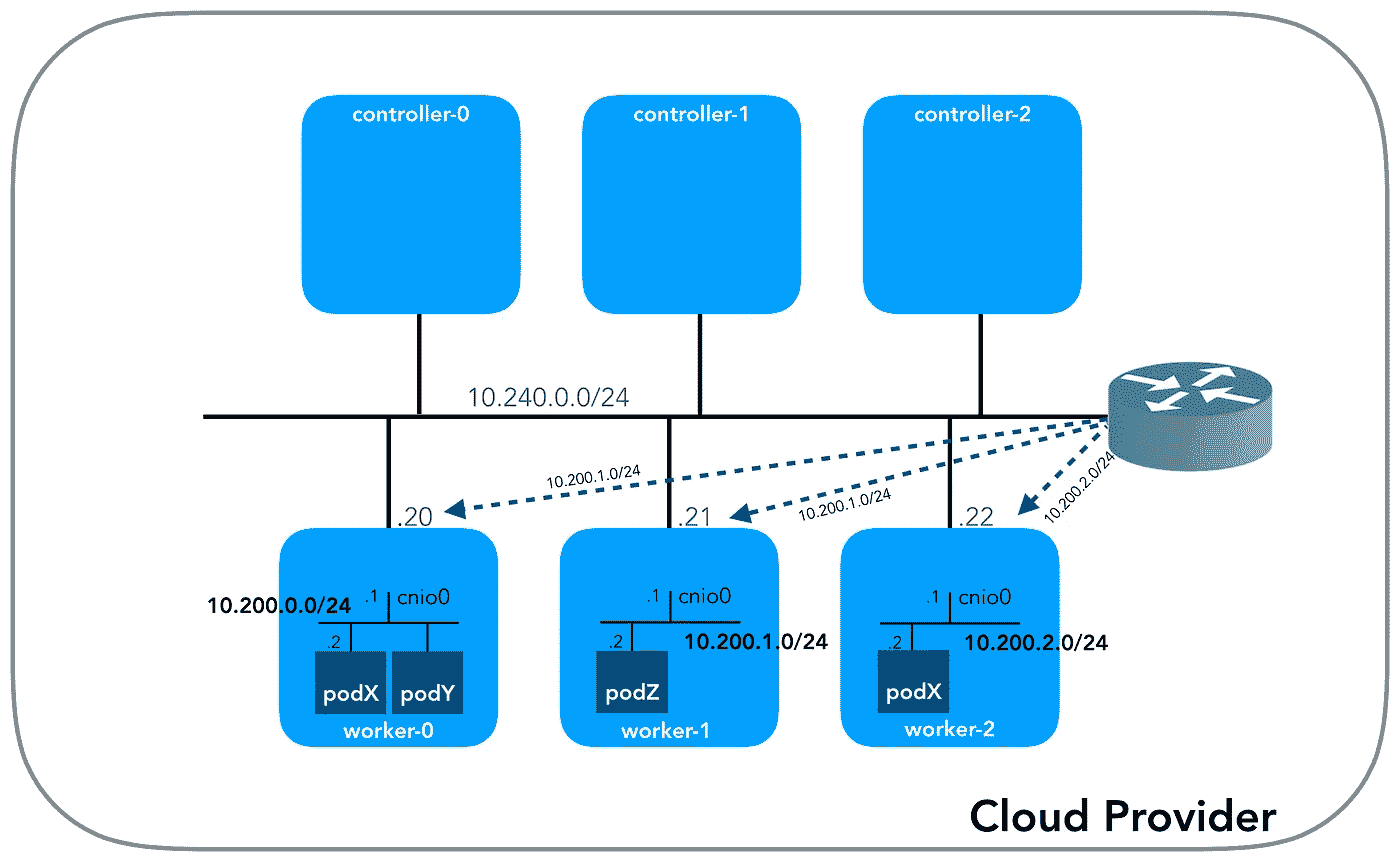 controller-0
controller-1
controller-2
10.240.0.0/24
10.200.1.0/24
10.200.1.0/24
10.200.2.0/24
.20
.21
.22
10.200.0.0/24
.1
cnio0
.2
podX
podY
worker-0
.1
cnio0
.2
10.200.1.0/24
podZ
worker-1
.1
cnio0
.2
10.200.2.0/24
podX
worker-2
Cloud Provider